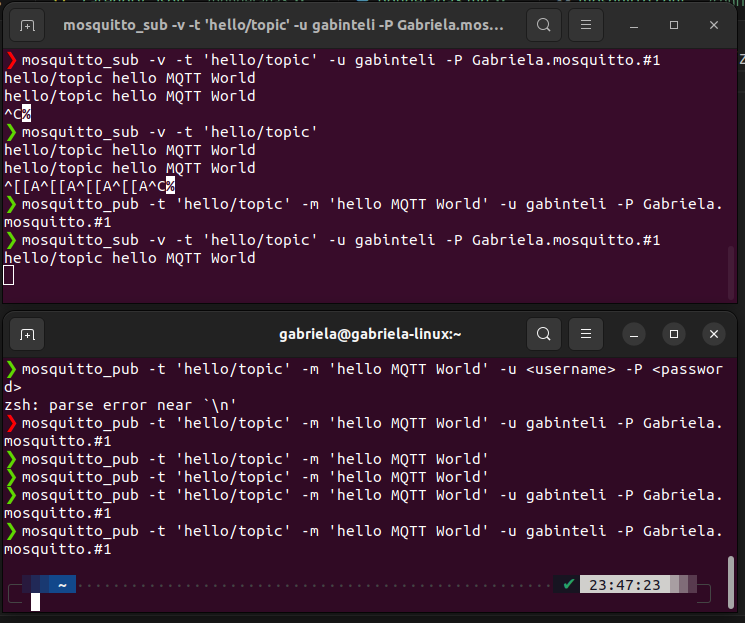 mosquitto_sub -v -t 'hello/topic' -u gabinteli -P Gabriela.mos...
❯ mosquitto_sub -v -t 'hello/topic' -u gabinteli -P Gabriela.mosquitto.#1
hello/topic hello MQTT World
hello/topic hello MQTT World
^C%
❯ mosquitto_sub -v -t 'hello/topic'
hello/topic hello MQTT World
hello/topic hello MQTT World
^[[A^[[A^[[A^[[A^C%
❯ mosquitto_pub -t 'hello/topic' -m 'hello MQTT World' -u gabinteli -P Gabriela.
mosquitto.#1
❯ mosquitto_sub -v -t 'hello/topic' -u gabinteli -P Gabriela.mosquitto.#1
hello/topic hello MQTT World
gabriela@gabriela-linux:~
❯ mosquitto_pub -t 'hello/topic' -m 'hello MQTT World' -u <username> -P <passwor
d>
zsh: parse error near `\n'
❯ mosquitto_pub -t 'hello/topic' -m 'hello MQTT World' -u gabinteli -P Gabriela.
mosquitto.#1
❯ mosquitto_pub -t 'hello/topic' -m 'hello MQTT World'
❯ mosquitto_pub -t 'hello/topic' -m 'hello MQTT World'
❯ mosquitto_pub -t 'hello/topic' -m 'hello MQTT World' -u gabinteli -P Gabriela.
mosquitto.#1
❯ mosquitto_pub -t 'hello/topic' -m 'hello MQTT World' -u gabinteli -P Gabriela.
mosquitto.#1
~ ✔ 23:47:23